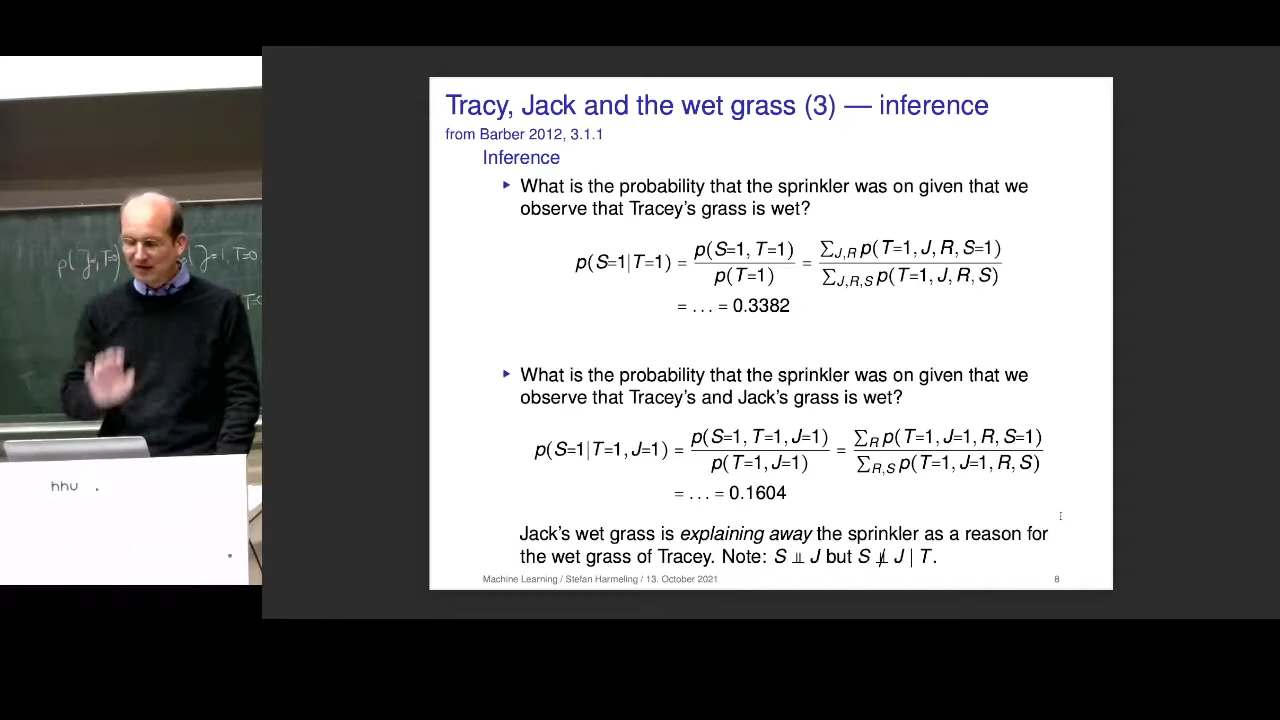 p(J, T=0) p(J=1, T=0
T=0
hhu
Tracy, Jack and the wet grass (3) — inference
from Barber 2012, 3.1.1
Inference
▸ What is the probability that the sprinkler was on given that we
observe that Tracey's grass is wet?
p(S=1|T=1) = p(S=1, T=1) / p(T=1) = ∑_{J,R} p(T=1, J, R, S=1) / ∑_{J,R,S} p(T=1, J, R, S)
= … = 0.3382
▸ What is the probability that the sprinkler was on given that we
observe that Tracey's and Jack's grass is wet?
p(S=1|T=1, J=1) = p(S=1, T=1, J=1) / p(T=1, J=1) = ∑_R p(T=1, J=1, R, S=1) / ∑_{R,S} p(T=1, J=1, R, S)
= … = 0.1604
Jack's wet grass is explaining away the sprinkler as a reason for
the wet grass of Tracey. Note: S ⫫ J but S ⫫̸ J | T.
Machine Learning / Stefan Harmeling / 13. October 2021 8